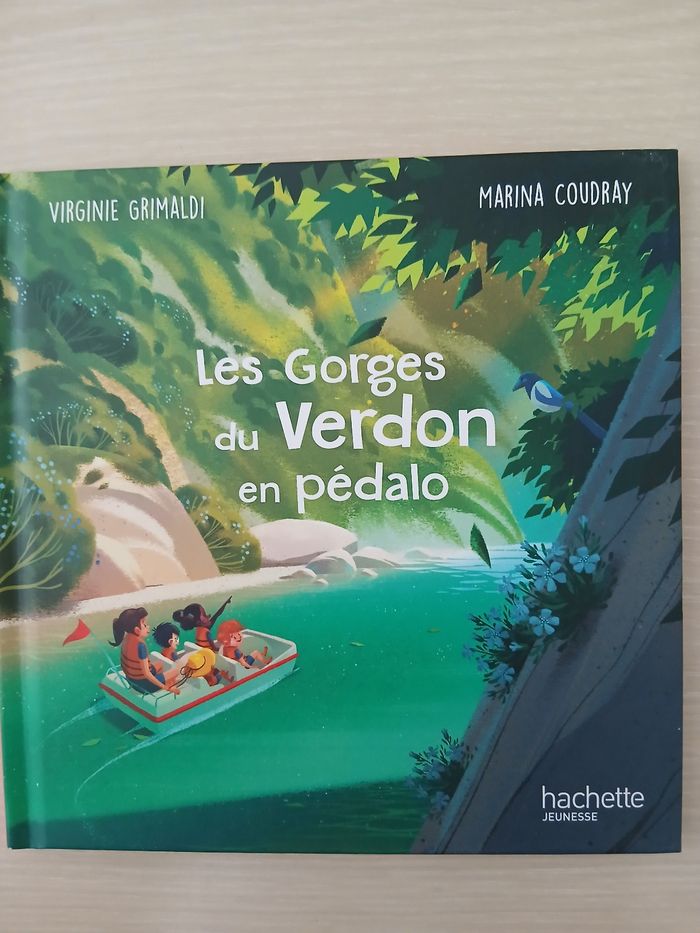 VIRGINIE GRIMALDI
MARINA COUDRAY
Les Gorges
du Verdon
en pédalo
hachette
JEUNESSE